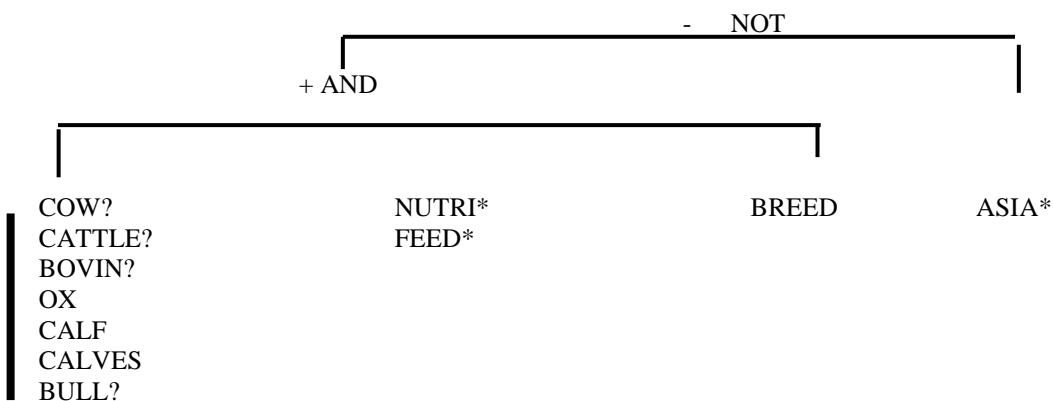 - NOT
+ AND
COW? NUTRI* BREED ASIA*
CATTLE? FEED*
BOVIN?
OX
CALF
CALVES
BULL?